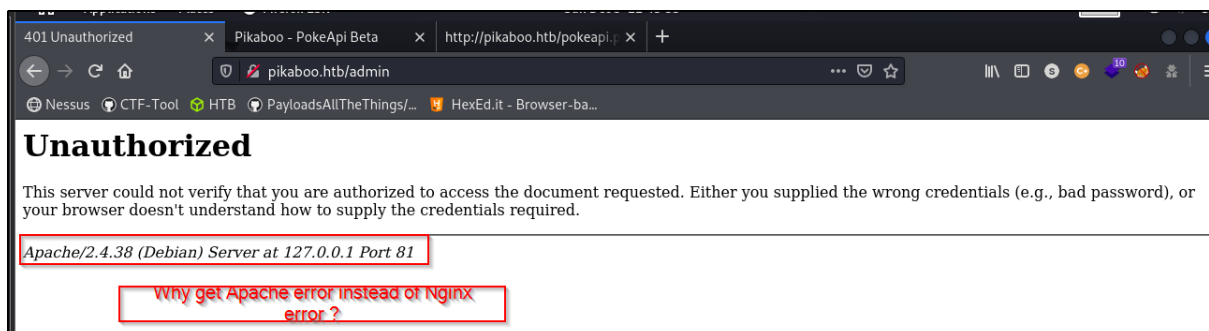 401 Unauthorized × Pikaboo - PokeApi Beta × http://pikaboo.htb/pokeapi.p × +
pikaboo.htb/admin 10
Nessus CTF-Tool HTB PayloadsAllTheThings/... HexEd.it - Browser-ba...
Unauthorized
This server could not verify that you are authorized to access the document requested. Either you supplied the wrong credentials (e.g., bad password), or
your browser doesn't understand how to supply the credentials required.
Apache/2.4.38 (Debian) Server at 127.0.0.1 Port 81
Why get Apache error instead of Nginx
error ?